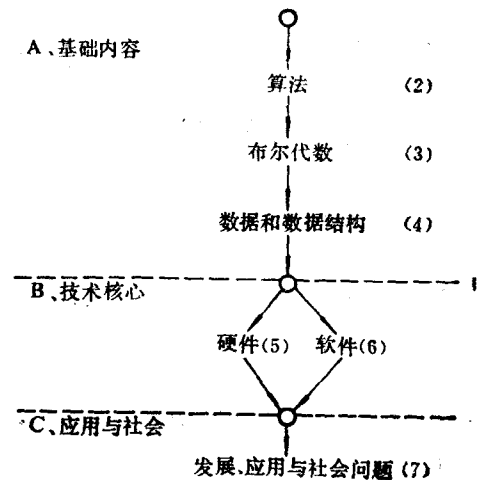 A、基础内容
算法 (2)
布尔代数 (3)
数据和数据结构 (4)
B、技术核心
硬件(5) 软件(6)
C、应用与社会
发展、应用与社会问题(7)